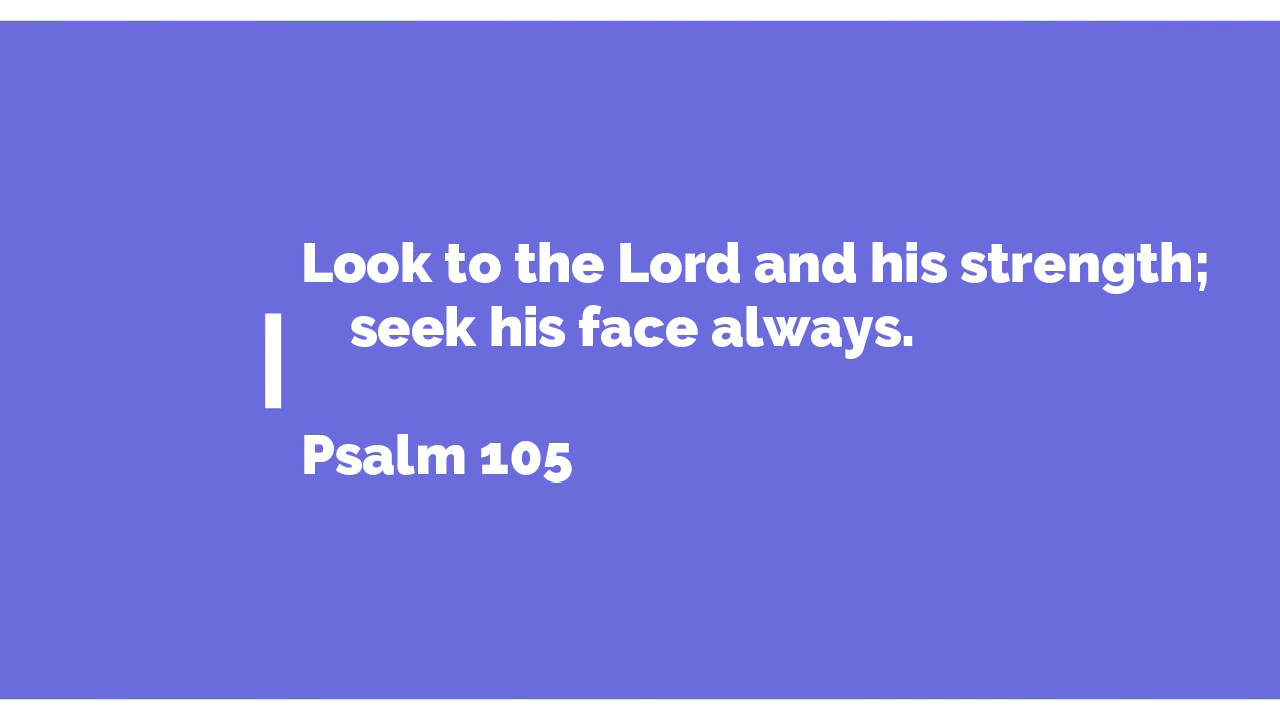 Look to the Lord and his strength;
seek his face always.
Psalm 105